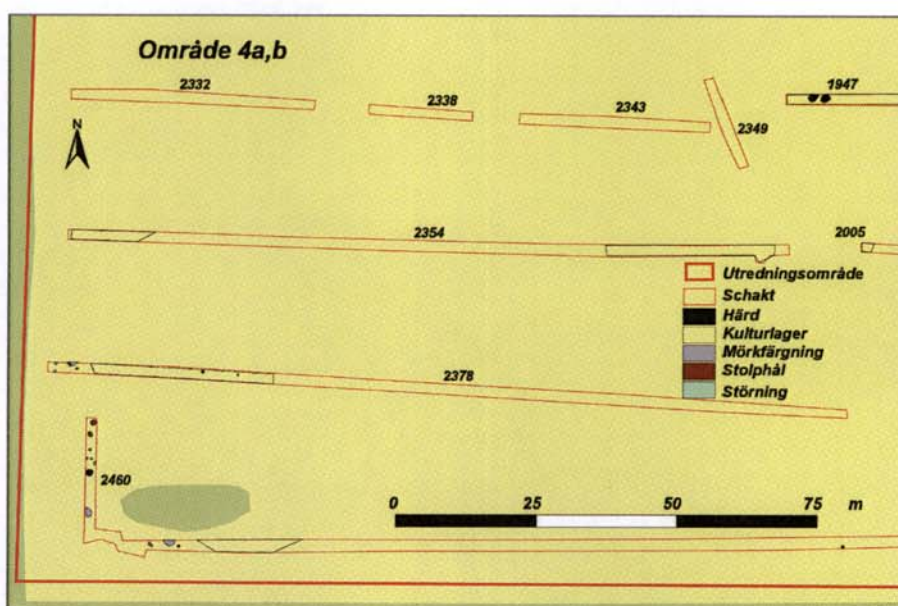 Område 4a,b
2332
2338
2343
2349
1947
N
2354
2005
Utredningsområde
Schakt
Härd
Kulturlager
Mörkfärgning
Stolphål
Störning
2378
2460
0 25 50 75 m